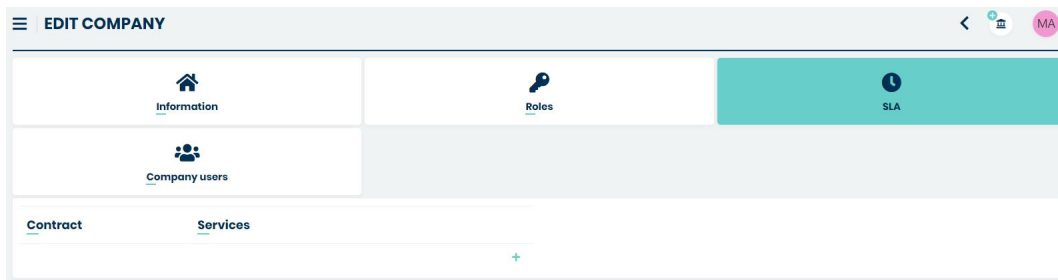 EDIT COMPANY
MA
Information
Roles
SLA
Company users
Contract Services
+